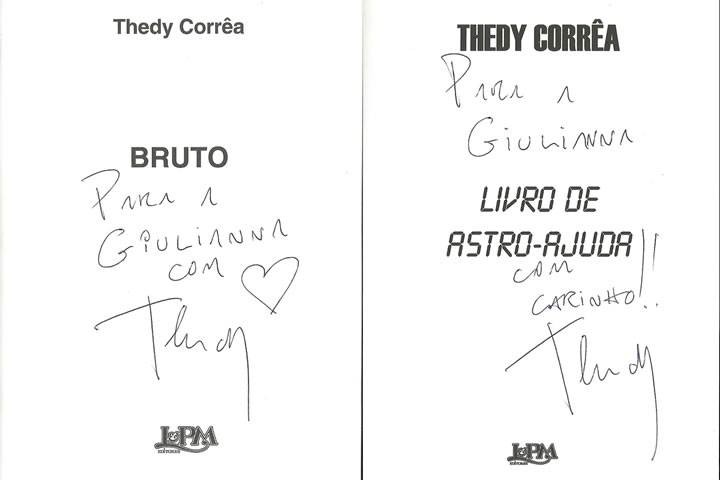 Thedy Corrêa
BRUTO
PARA A
GIULIANNA
COM
Thedy
L&PM
EDITORES
THEDY CORRÊA
PARA A
GIULIANNA
LIVRO DE
ASTRO-AJUDA
COM
CARINHO!!
Thedy
L&PM
EDITORES